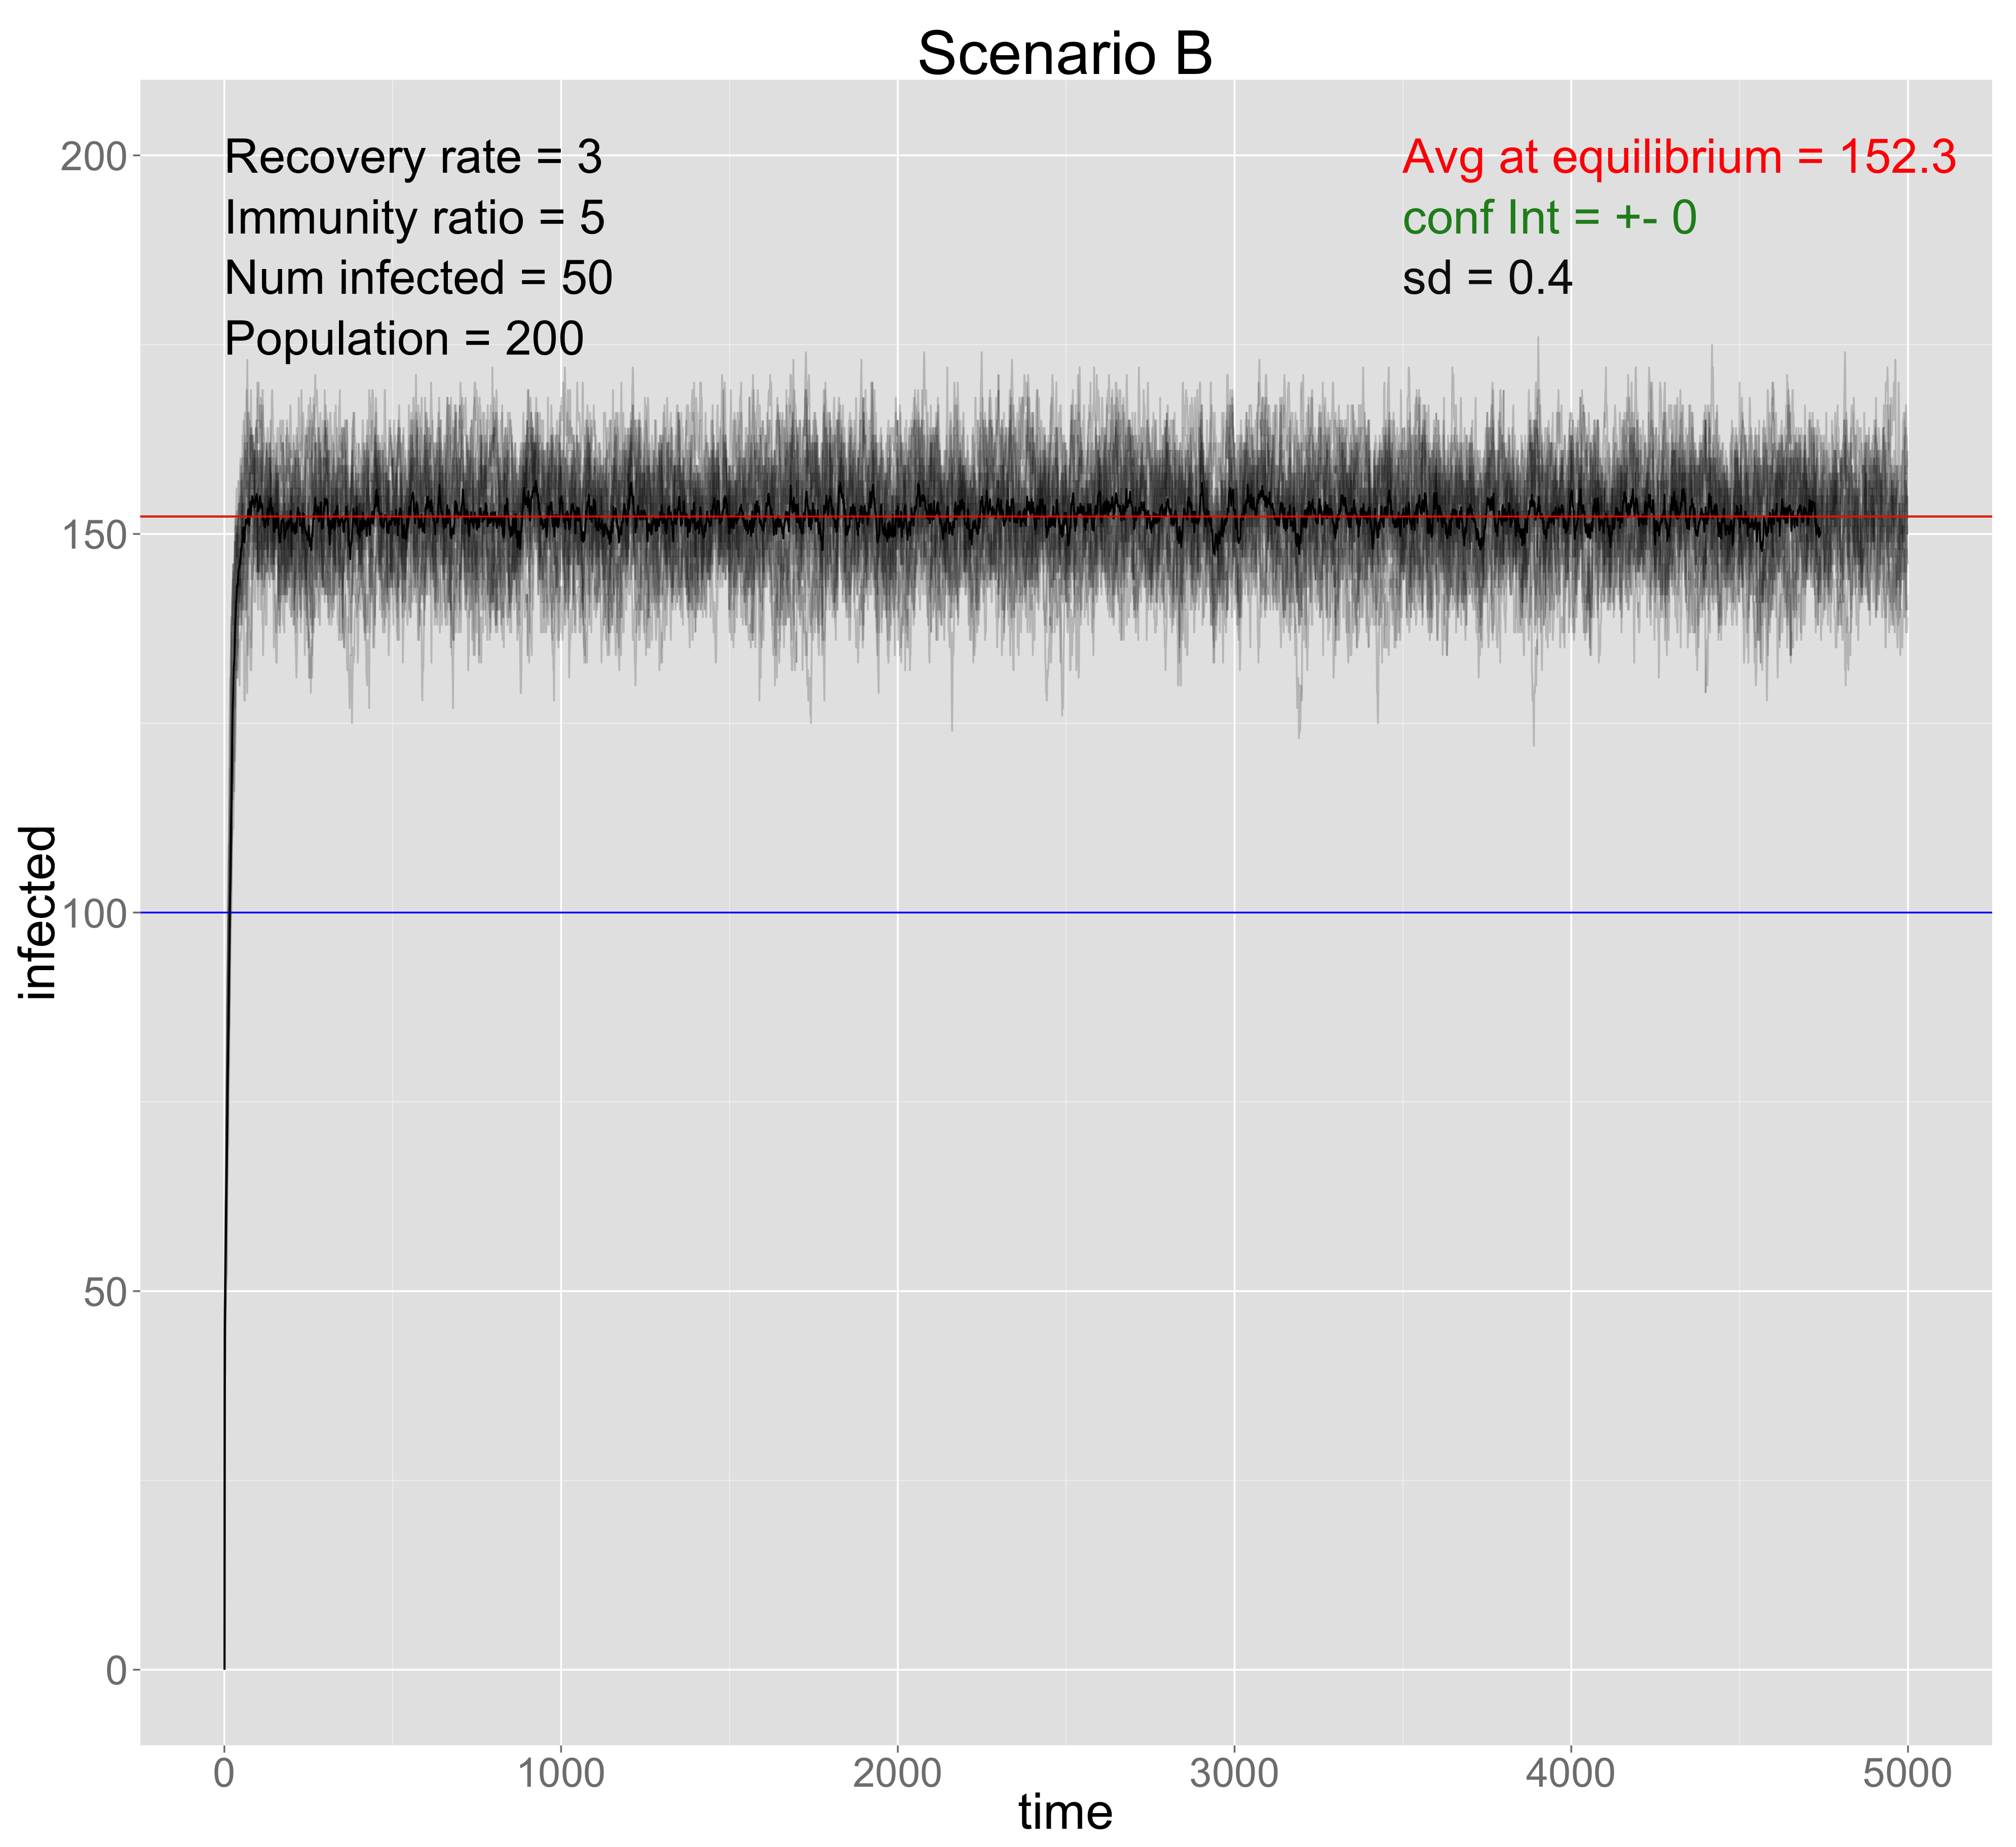 Scenario B
Recovery rate = 3
Immunity ratio = 5
Num infected = 50
Population = 200
Avg at equilibrium = 152.3
conf Int = +- 0
sd = 0.4
infected
200
150
100
50
0
0 1000 2000 3000 4000 5000
time